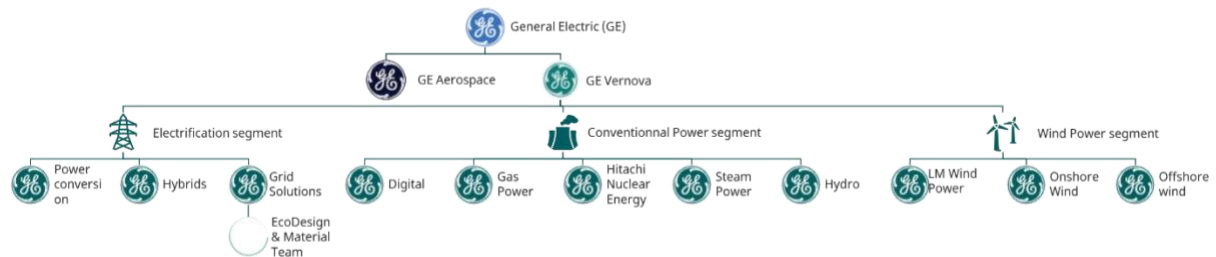 General Electric (GE)
GE Aerospace
GE Vernova
Electrification segment
Conventionnal Power segment
Wind Power segment
Power
conversi
on
Hybrids
Grid
Solutions
Digital
Gas
Power
Hitachi
Nuclear
Energy
Steam
Power
Hydro
LM Wind
Power
Onshore
Wind
Offshore
wind
EcoDesign
& Material
Team